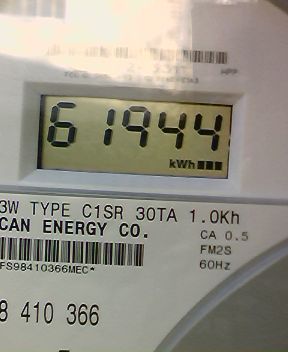 61944
kWh
3W TYPE C1SR 30TA 1.0Kh
CAN ENERGY CO.
CA 0.5
FM2S
60Hz
FS98410366MEC*
8 410 366